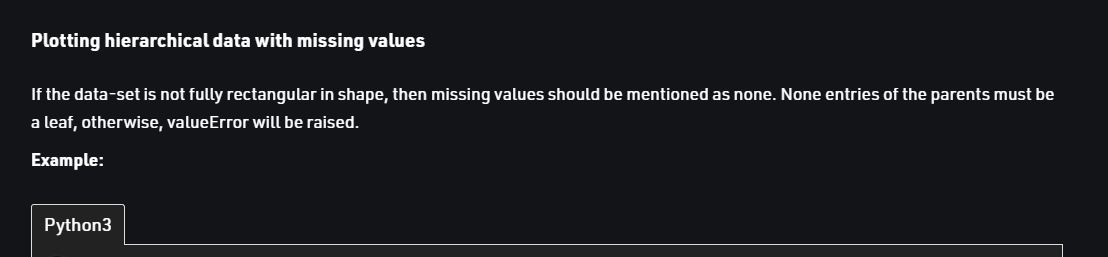 Plotting hierarchical data with missing values
If the data-set is not fully rectangular in shape, then missing values should be mentioned as none. None entries of the parents must be
a leaf, otherwise, valueError will be raised.
Example:
Python3